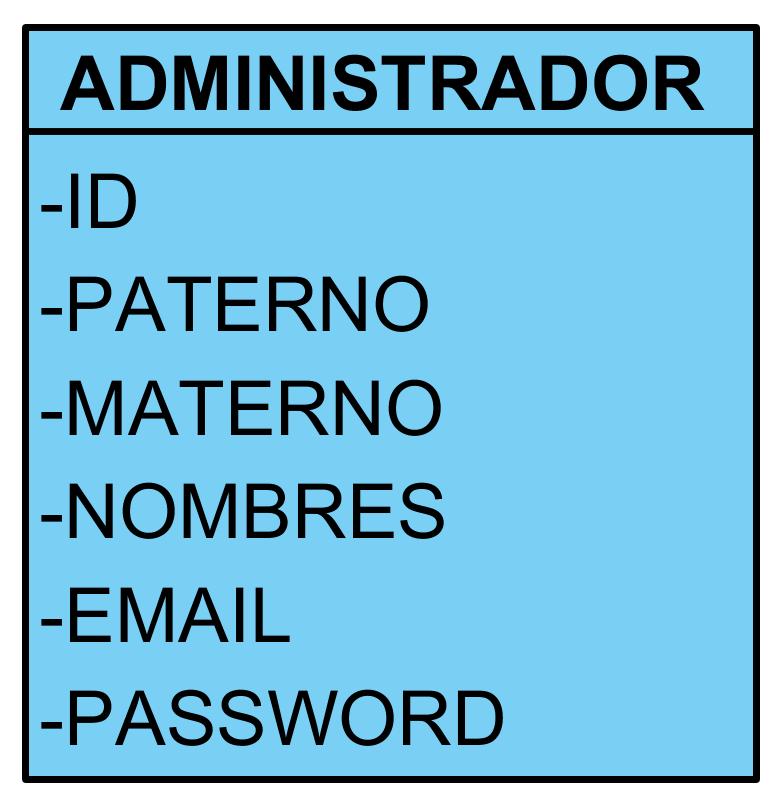 ADMINISTRADOR
-ID
-PATERNO
-MATERNO
-NOMBRES
-EMAIL
-PASSWORD